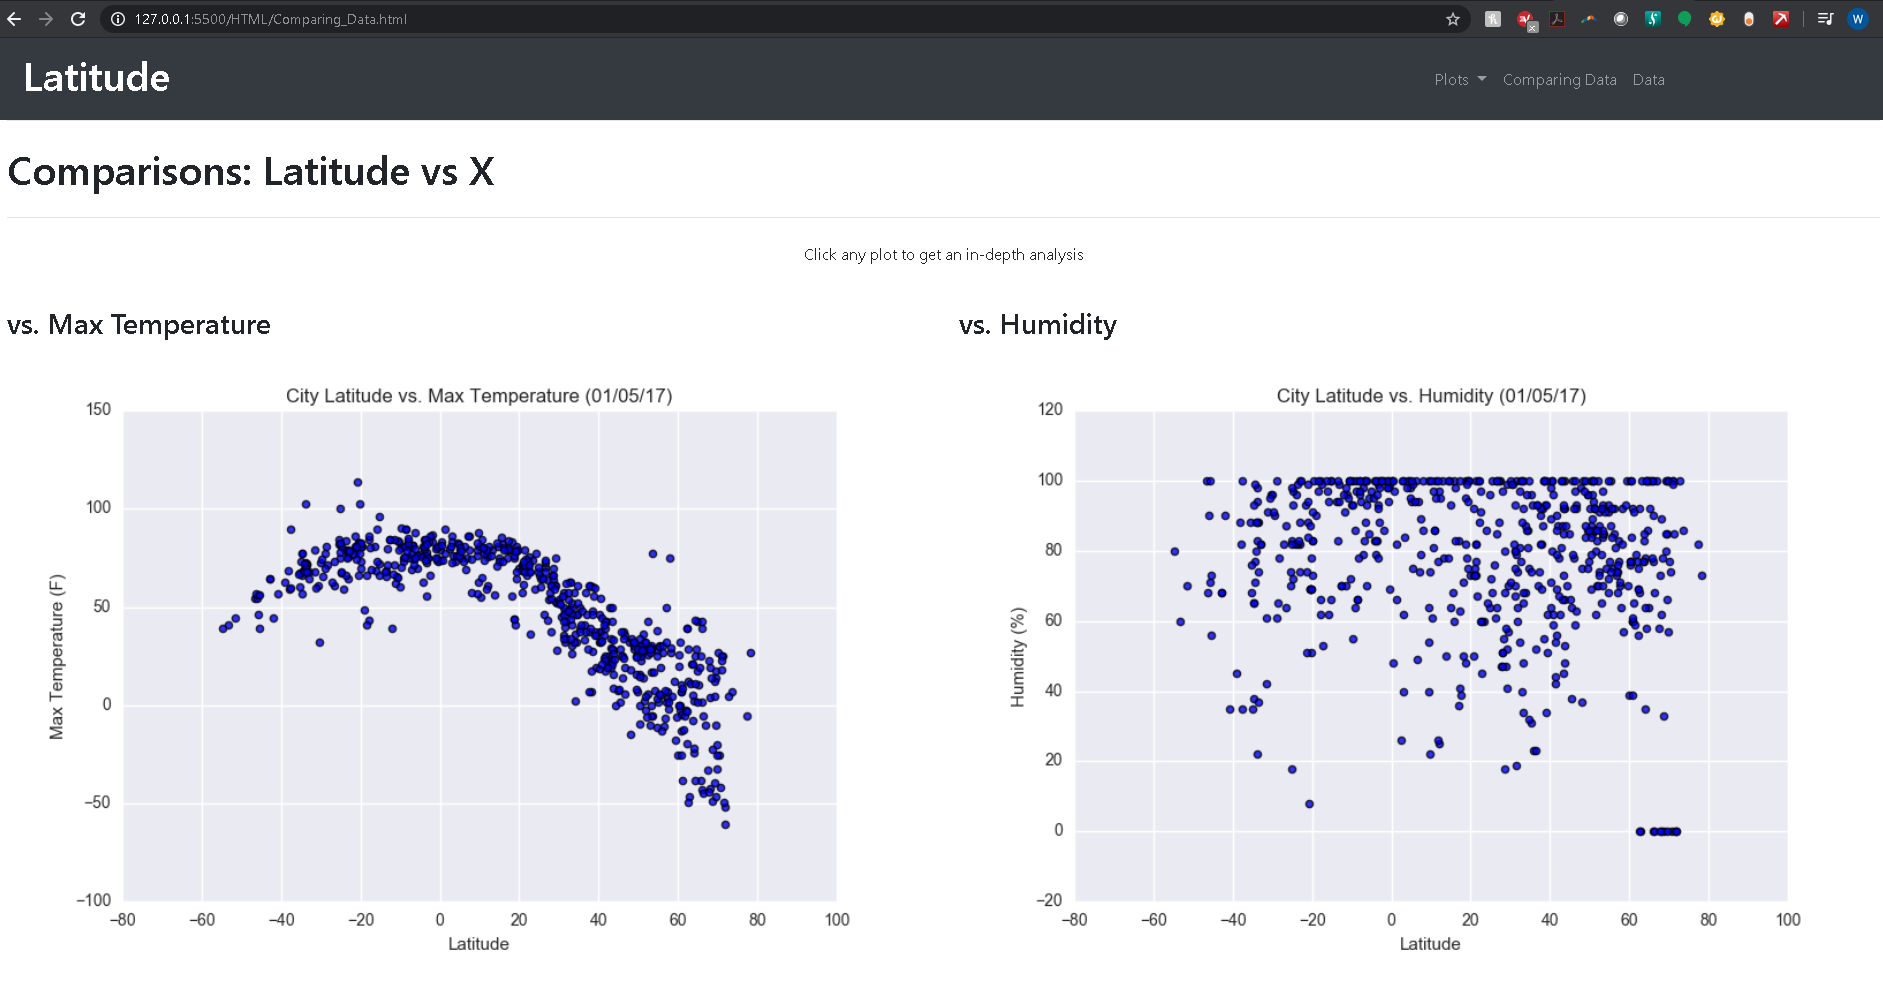 127.0.0.1:5500/HTML/Comparing_Data.html
W
Latitude
Plots Comparing Data Data
Comparisons: Latitude vs X
Click any plot to get an in-depth analysis
vs. Max Temperature
City Latitude vs. Max Temperature (01/05/17)
150
100
50
0
−50
−100
Max Temperature (F)
−80 −60 −40 −20 0 20 40 60 80 100
Latitude
vs. Humidity
City Latitude vs. Humidity (01/05/17)
120
100
80
60
40
20
0
−20
Humidity (%)
−80 −60 −40 −20 0 20 40 60 80 100
Latitude